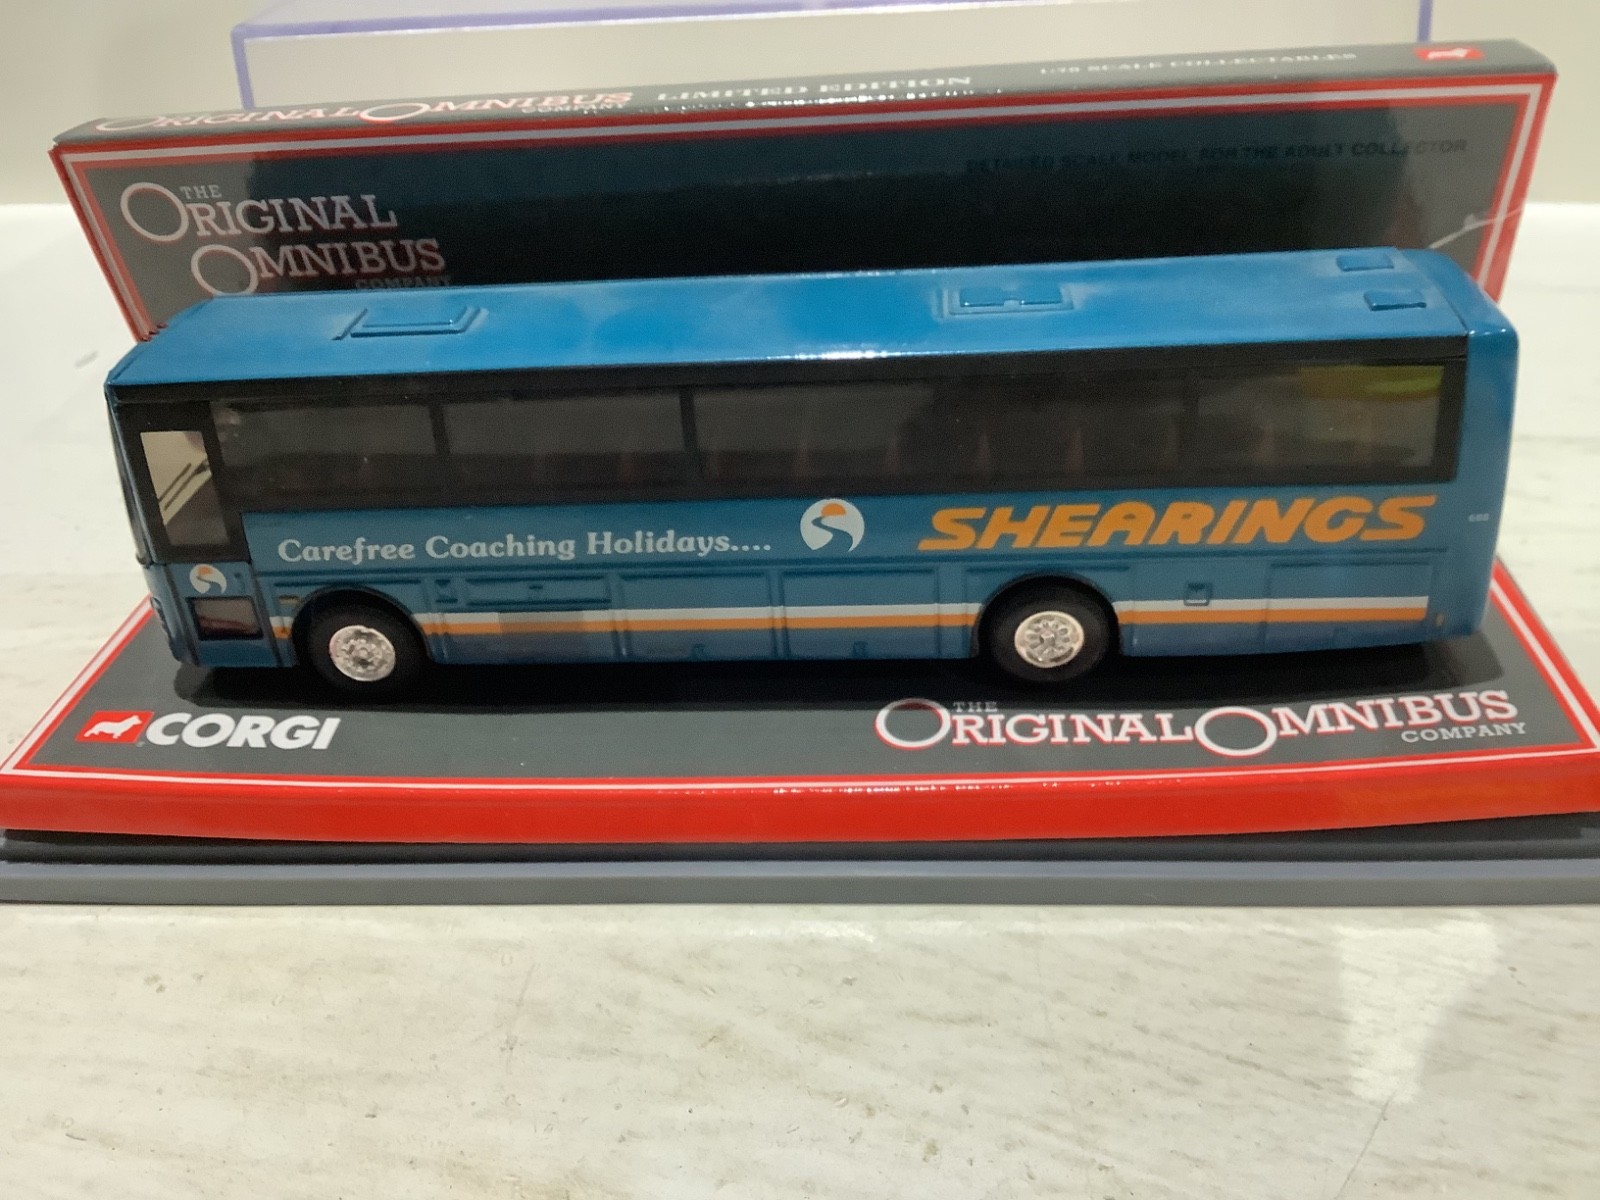 ORIGINAL OMNIBUS COMPANY LIMITED EDITION 1:76 SCALE COLLECTABLES
DETAILED SCALE MODEL FOR THE ADULT COLLECTOR
THE
ORIGINAL
OMNIBUS
COMPANY
Carefree Coaching Holidays.... SHEARINGS
CORGI
THE
ORIGINAL OMNIBUS
COMPANY